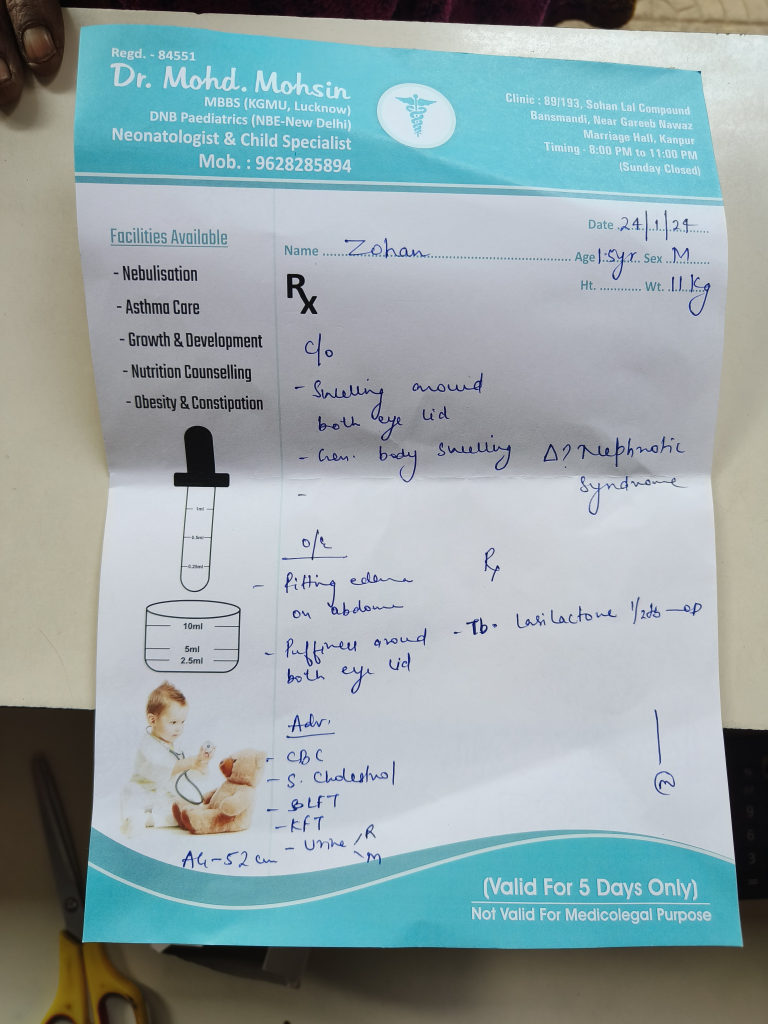 Regd. - 84551
Dr. Mohd. Mohsin
MBBS (KGMU, Lucknow)
DNB Paediatrics (NBE-New Delhi)
Neonatologist & Child Specialist
Mob. : 9628285894
Clinic : 89/193, Sohan Lal Compound
Bansmandi, Near Gareeb Nawaz
Marriage Hall, Kanpur
Timing - 8:00 PM to 11:00 PM
(Sunday Closed)
Date 24/1/24
Name Zohan Age 1.5yr. Sex M
Ht. Wt. 11 Kg
Facilities Available
- Nebulisation
- Asthma Care
- Growth & Development
- Nutrition Counselling
- Obesity & Constipation
1ml
10ml
5ml
2.5ml
Rx
c/o
- Swelling around
both eye lid
- Gen. body swelling
-
Δ? Nephrotic
Syndrome
o/e
- Pitting edema
on abdome
- Puffiness around
both eye lid
Adv.
- CBC
- S. Cholestrol
- LFT
- KFT
- Urine R
M
AG-52 cm
Rx
- Tb. Lasilactone 1/2tb - OD
(Valid For 5 Days Only)
Not Valid For Medicolegal Purpose